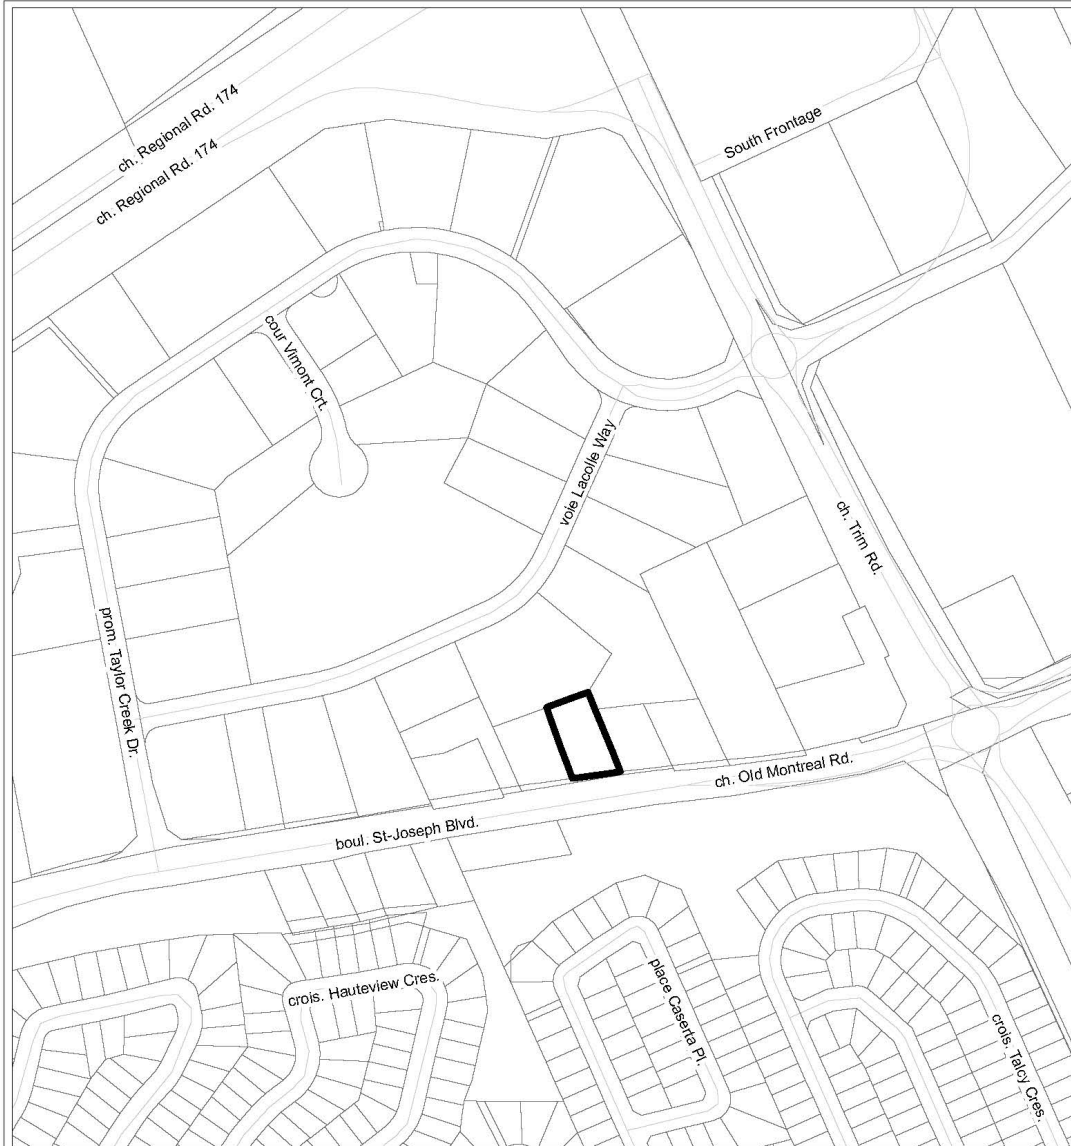 ch. Regional Rd. 174
ch. Regional Rd. 174
South Frontage
cour Vimont Crt.
voie Lacolle Way
ch. Trim Rd.
prom. Taylor Creek Dr.
ch. Old Montreal Rd.
boul. St-Joseph Blvd.
crois. Hauteview Cres.
place Caserta Pl.
crois. Talcy Cres.